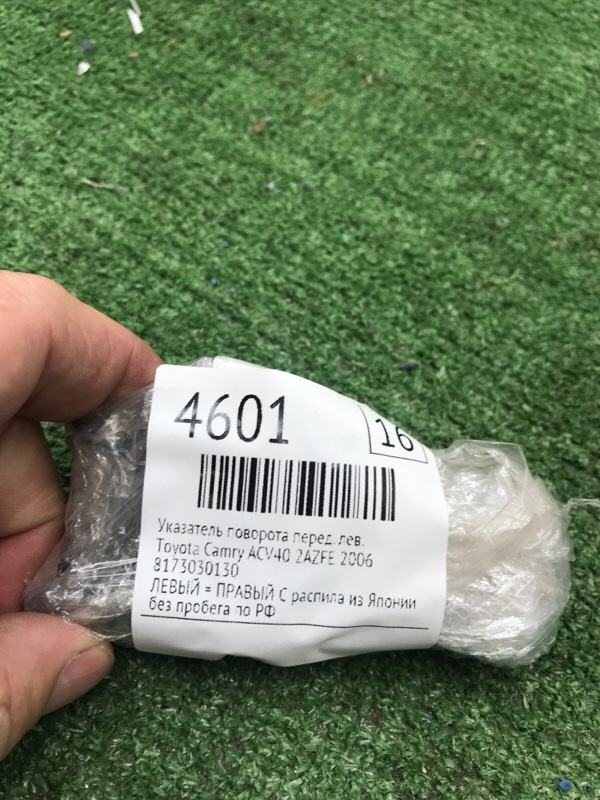 4601
16
Указатель поворота перед. лев.
Toyota Camry ACV40 2AZFE 2006
8173030130
ЛЕВЫЙ = ПРАВЫЙ С распила из Японии
без пробега по РФ